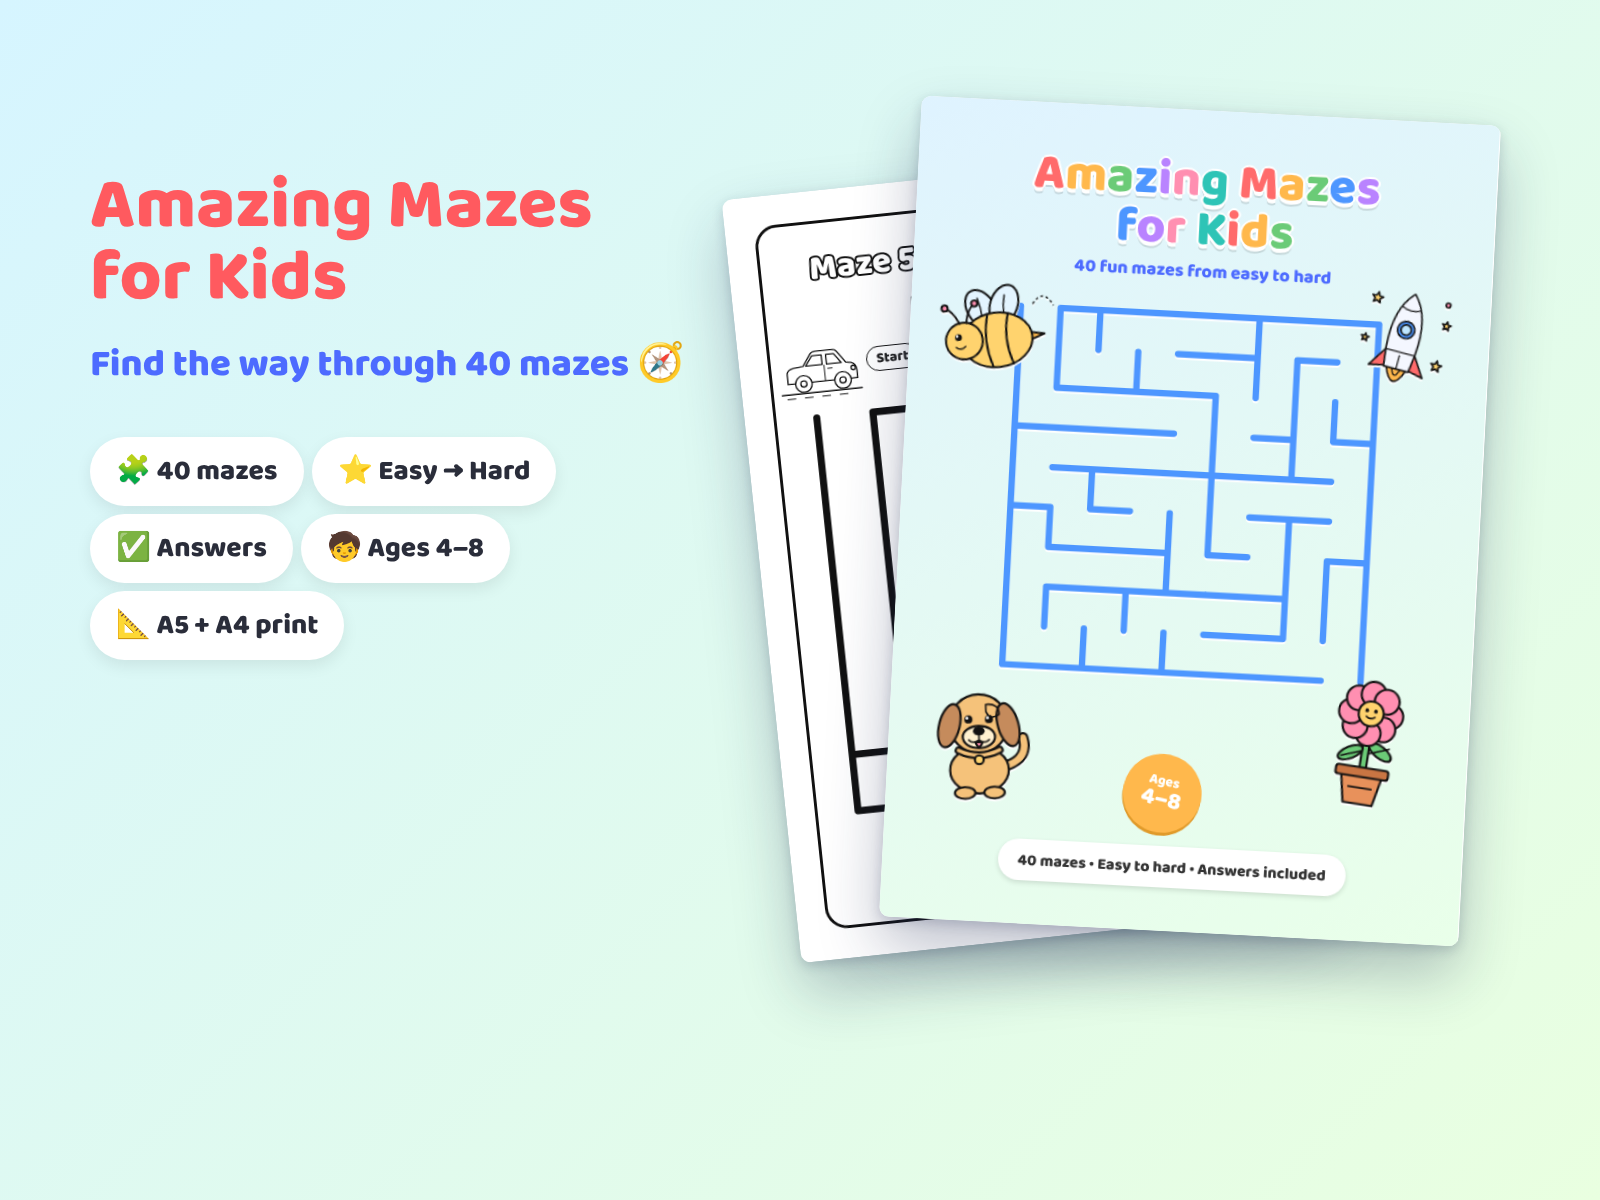 Amazing Mazes
for Kids
Find the way through 40 mazes
40 mazes
Easy → Hard
Answers
Ages 4–8
A5 + A4 print
Maze 5
Start
Amazing Mazes
for Kids
40 fun mazes from easy to hard
Ages
4–8
40 mazes • Easy to hard • Answers included